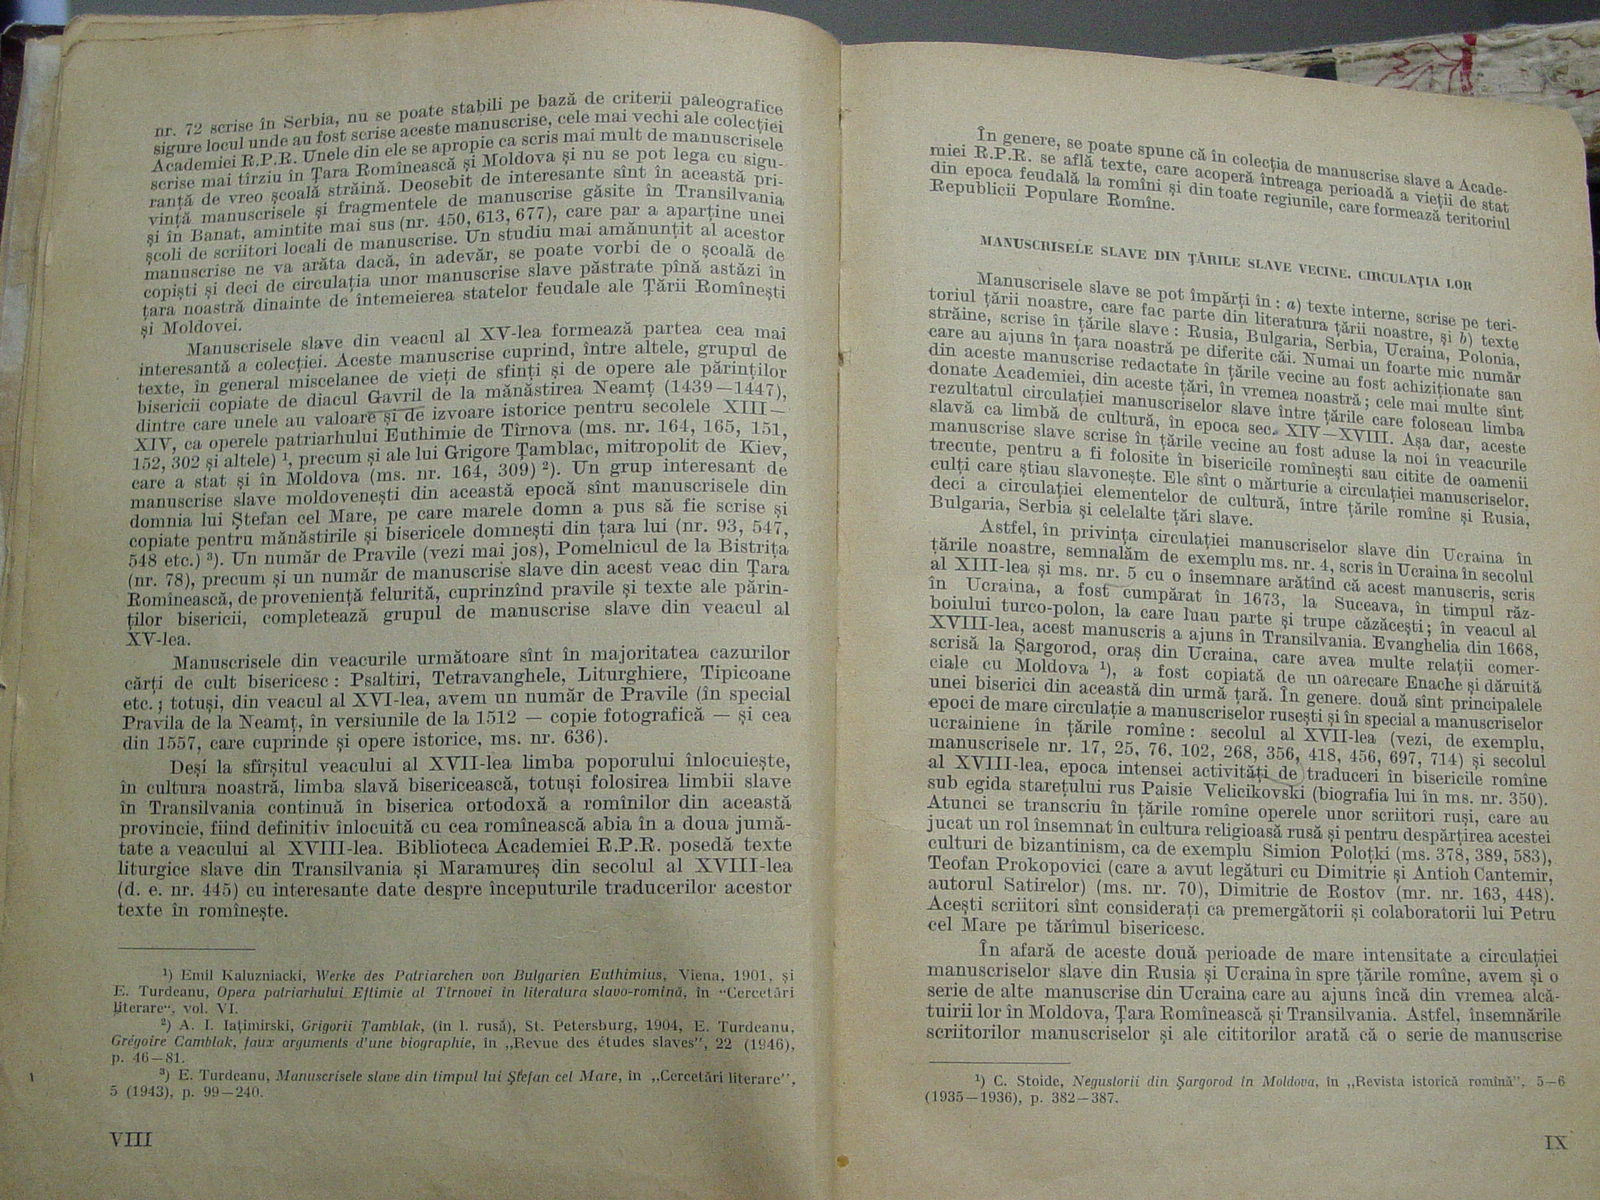 nr. 72 scrise în Serbia, nu se poate stabili pe bază de criterii paleografice
sigure locul unde au fost scrise aceste manuscrise, cele mai vechi ale colecției
Academiei R.P.R. Unele din ele se apropie ca scris mai mult de manuscrisele
scrise mai tîrziu în Țara Romînească și Moldova și nu se pot lega cu sigu-
ranță de vreo școală străină. Deosebit de interesante sînt în această pri-
vință manuscrisele și fragmentele de manuscrise găsite în Transilvania
și în Banat, amintite mai sus (nr. 450, 613, 677), care par a aparține unei
școli de scriitori locali de manuscrise. Un studiu mai amănunțit al acestor
manuscrise ne va arăta dacă, în adevăr, se poate vorbi de o școală de
copiști și deci de circulația unor manuscrise slave păstrate pînă astăzi în
țara noastră dinainte de întemeierea statelor feudale ale Țării Romînești
și Moldovei.
Manuscrisele slave din veacul al XV-lea formează partea cea mai
interesantă a colecției. Aceste manuscrise cuprind, între altele, grupul de
texte, în general miscelanee de vieți de sfinți și de opere ale părinților
bisericii copiate de diacul Gavril de la mănăstirea Neamț (1439—1447),
dintre care unele au valoare și de izvoare istorice pentru secolele XIII—
XIV, ca operele patriarhului Euthimie de Tîrnova (ms. nr. 164, 165, 151,
152, 302 și altele) ¹, precum și ale lui Grigore Țamblac, mitropolit de Kiev,
care a stat și în Moldova (ms. nr. 164, 309) ²). Un grup interesant de
manuscrise slave moldovenești din această epocă sînt manuscrisele din
domnia lui Ștefan cel Mare, pe care marele domn a pus să fie scrise și
copiate pentru mănăstirile și bisericele domnești din țara lui (nr. 93, 547,
548 etc.) ³). Un număr de Pravile (vezi mai jos), Pomelnicul de la Bistrița
(nr. 78), precum și un număr de manuscrise slave din acest veac din Țara
Romînească, de proveniență felurită, cuprinzînd pravile și texte ale părin-
ților bisericii, completează grupul de manuscrise slave din veacul al
XV-lea.
Manuscrisele din veacurile următoare sînt în majoritatea cazurilor
cărți de cult bisericesc : Psaltiri, Tetravanghele, Liturghiere, Tipicoane
etc. ; totuși, din veacul al XVI-lea, avem un număr de Pravile (în special
Pravila de la Neamț, în versiunile de la 1512 — copie fotografică — și cea
din 1557, care cuprinde și opere istorice, ms. nr. 636).
Deși la sfîrșitul veacului al XVII-lea limba poporului înlocuiește,
în cultura noastră, limba slavă bisericească, totuși folosirea limbii slave
în Transilvania continuă în biserica ortodoxă a romînilor din această
provincie, fiind definitiv înlocuită cu cea romînească abia în a doua jumă-
tate a veacului al XVIII-lea. Biblioteca Academiei R.P.R. posedă texte
liturgice slave din Transilvania și Maramureș din secolul al XVIII-lea
(d. e. nr. 445) cu interesante date despre începuturile traducerilor acestor
texte în romînește.
¹) Emil Kaluzniacki, Werke des Patriarchen von Bulgarien Euthimius, Viena, 1901, și
E. Turdeanu, Opera patriarhului Eftimie al Tîrnovei în literatura slavo-romînă, în “Cercetări
literare“, vol. VI.
²) A. I. Iațimirski, Grigorii Țamblak, (în l. rusă), St. Petersburg, 1904, E. Turdeanu,
Grégoire Camblak, faux arguments d'une biographie, în „Revue des études slaves”, 22 (1946),
p. 46—81.
³) E. Turdeanu, Manuscrisele slave din timpul lui Ștefan cel Mare, în „Cercetări literare”,
5 (1943), p. 99—240.
VIII
În genere, se poate spune că în colecția de manuscrise slave a Acade-
miei R.P.R. se află texte, care acoperă întreaga perioadă a vieții de stat
din epoca feudală la romîni și din toate regiunile, care formează teritoriul
Republicii Populare Romîne.
MANUSCRISELE SLAVE DIN ȚĂRILE SLAVE VECINE. CIRCULAȚIA LOR
Manuscrisele slave se pot împărți în : a) texte interne, scrise pe teri-
toriul țării noastre, care fac parte din literatura țării noastre, și b) texte
străine, scrise în țările slave : Rusia, Bulgaria, Serbia, Ucraina, Polonia,
care au ajuns în țara noastră pe diferite căi. Numai un foarte mic număr
din aceste manuscrise redactate în țările vecine au fost achiziționate sau
donate Academiei, din aceste țări, în vremea noastră ; cele mai multe sînt
rezultatul circulației manuscriselor slave între țările care foloseau limba
slavă ca limbă de cultură, în epoca sec. XIV—XVIII. Așa dar, aceste
manuscrise slave scrise în țările vecine au fost aduse la noi în veacurile
trecute, pentru a fi folosite în bisericile romînești sau citite de oamenii
culți care știau slavonește. Ele sînt o mărturie a circulației manuscriselor,
deci a circulației elementelor de cultură, între țările romîne și Rusia,
Bulgaria, Serbia și celelalte țări slave.
Astfel, în privința circulației manuscriselor slave din Ucraina în
țările noastre, semnalăm de exemplu ms. nr. 4, scris în Ucraina în secolul
al XIII-lea și ms. nr. 5 cu o însemnare arătînd că acest manuscris, scris
în Ucraina, a fost cumpărat în 1673, la Suceava, în timpul răz-
boiului turco-polon, la care luau parte și trupe căzăcești ; în veacul al
XVIII-lea, acest manuscris a ajuns în Transilvania. Evanghelia din 1668,
scrisă la Șargorod, oraș din Ucraina, care avea multe relații comer-
ciale cu Moldova ¹), a fost copiată de un oarecare Enache și dăruită
unei biserici din această din urmă țară. În genere, două sînt principalele
epoci de mare circulație a manuscriselor rusești și în special a manuscriselor
ucrainiene în țările romîne : secolul al XVII-lea (vezi, de exemplu,
manuscrisele nr. 17, 25, 76, 102, 268, 356, 418, 456, 697, 714) și secolul
al XVIII-lea, epoca intensei activități de traduceri în bisericile romîne
sub egida starețului rus Paisie Velicikovski (biografia lui în ms. nr. 350).
Atunci se transcriu în țările romîne operele unor scriitori ruși, care au
jucat un rol însemnat în cultura religioasă rusă și pentru despărțirea acestei
culturi de bizantinism, ca de exemplu Simion Poloțki (ms. 378, 389, 583),
Teofan Prokopovici (care a avut legături cu Dimitrie și Antioh Cantemir,
autorul Satirelor) (ms. nr. 70), Dimitrie de Rostov (mr. nr. 163, 448).
Acești scriitori sînt considerați ca premergătorii și colaboratorii lui Petru
cel Mare pe tărîmul bisericesc.
În afară de aceste două perioade de mare intensitate a circulației
manuscriselor slave din Rusia și Ucraina în spre țările romîne, avem și o
serie de alte manuscrise din Ucraina care au ajuns încă din vremea alcă-
tuirii lor în Moldova, Țara Romînească și Transilvania. Astfel, însemnările
scriitorilor manuscriselor și ale cititorilor arată că o serie de manuscrise
¹) C. Stoide, Negustorii din Șargorod în Moldova, în „Revista istorică romînă”, 5—6
(1935—1936), p. 382—387.
IX